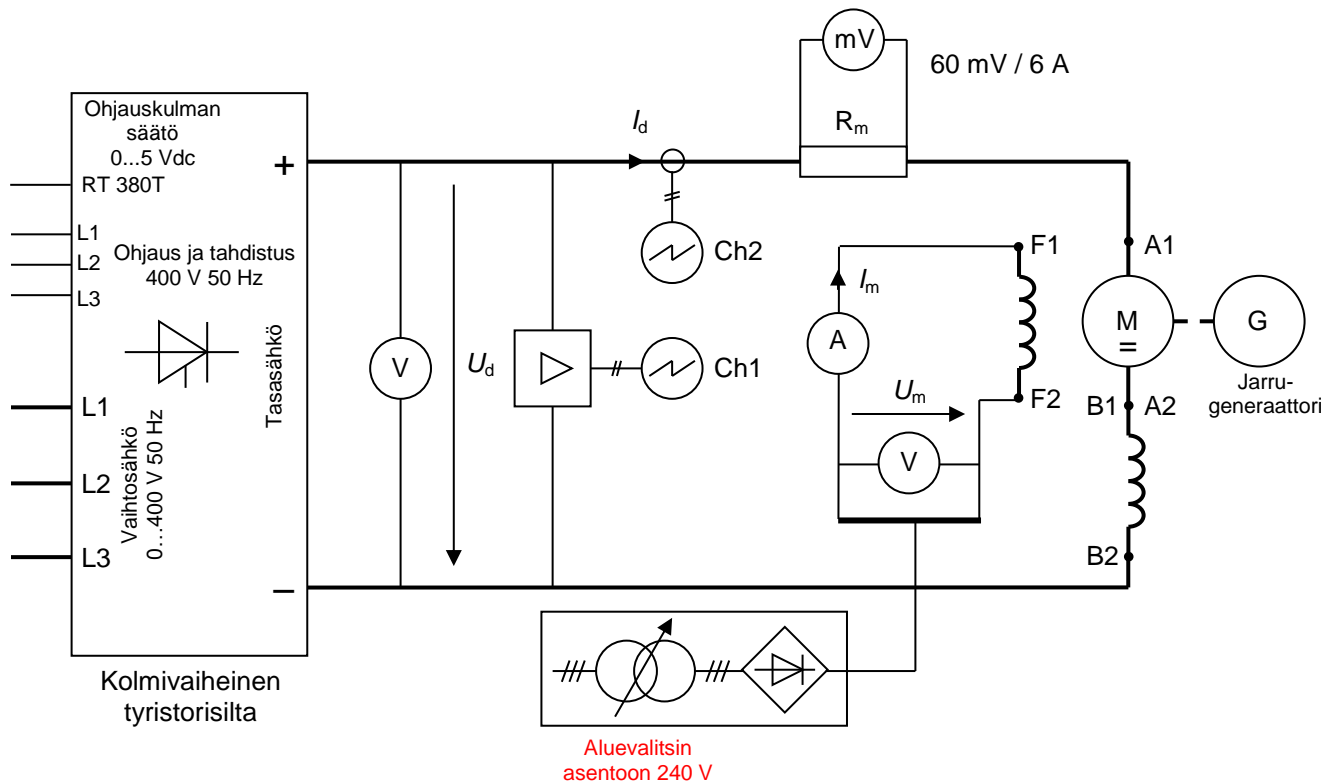 Ohjauskulman
säätö
0...5 Vdc
RT 380T
L1
L2
L3
Ohjaus ja tahdistus
400 V 50 Hz
L1
L2
L3
Vaihtosähkö
0...400 V 50 Hz
Tasasähkö
+
–
Kolmivaiheinen
tyristorisilta
V
Ud
Id
Ch2
Ch1
mV
60 mV / 6 A
Rm
F1
Im
A
Um
F2
V
A1
M
=
G
Jarru-
generaattori
B1
A2
B2
Aluevalitsin
asentoon 240 V